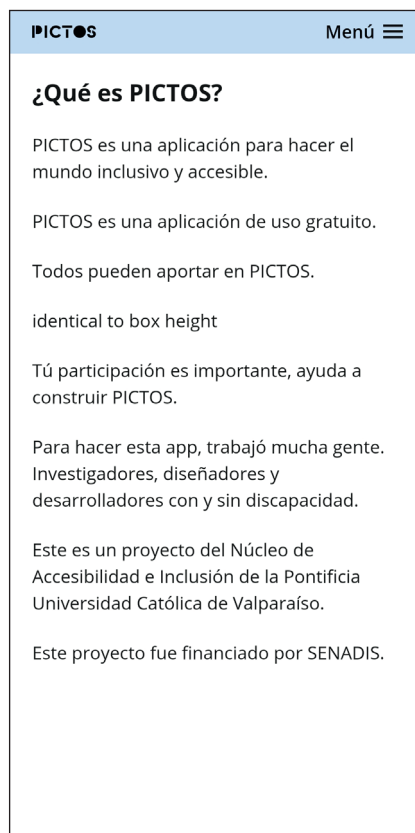 PICTOS
Menú
¿Qué es PICTOS?
PICTOS es una aplicación para hacer el
mundo inclusivo y accesible.
PICTOS es una aplicación de uso gratuito.
Todos pueden aportar en PICTOS.
identical to box height
Tú participación es importante, ayuda a
construir PICTOS.
Para hacer esta app, trabajó mucha gente.
Investigadores, diseñadores y
desarrolladores con y sin discapacidad.
Este es un proyecto del Núcleo de
Accesibilidad e Inclusión de la Pontificia
Universidad Católica de Valparaíso.
Este proyecto fue financiado por SENADIS.